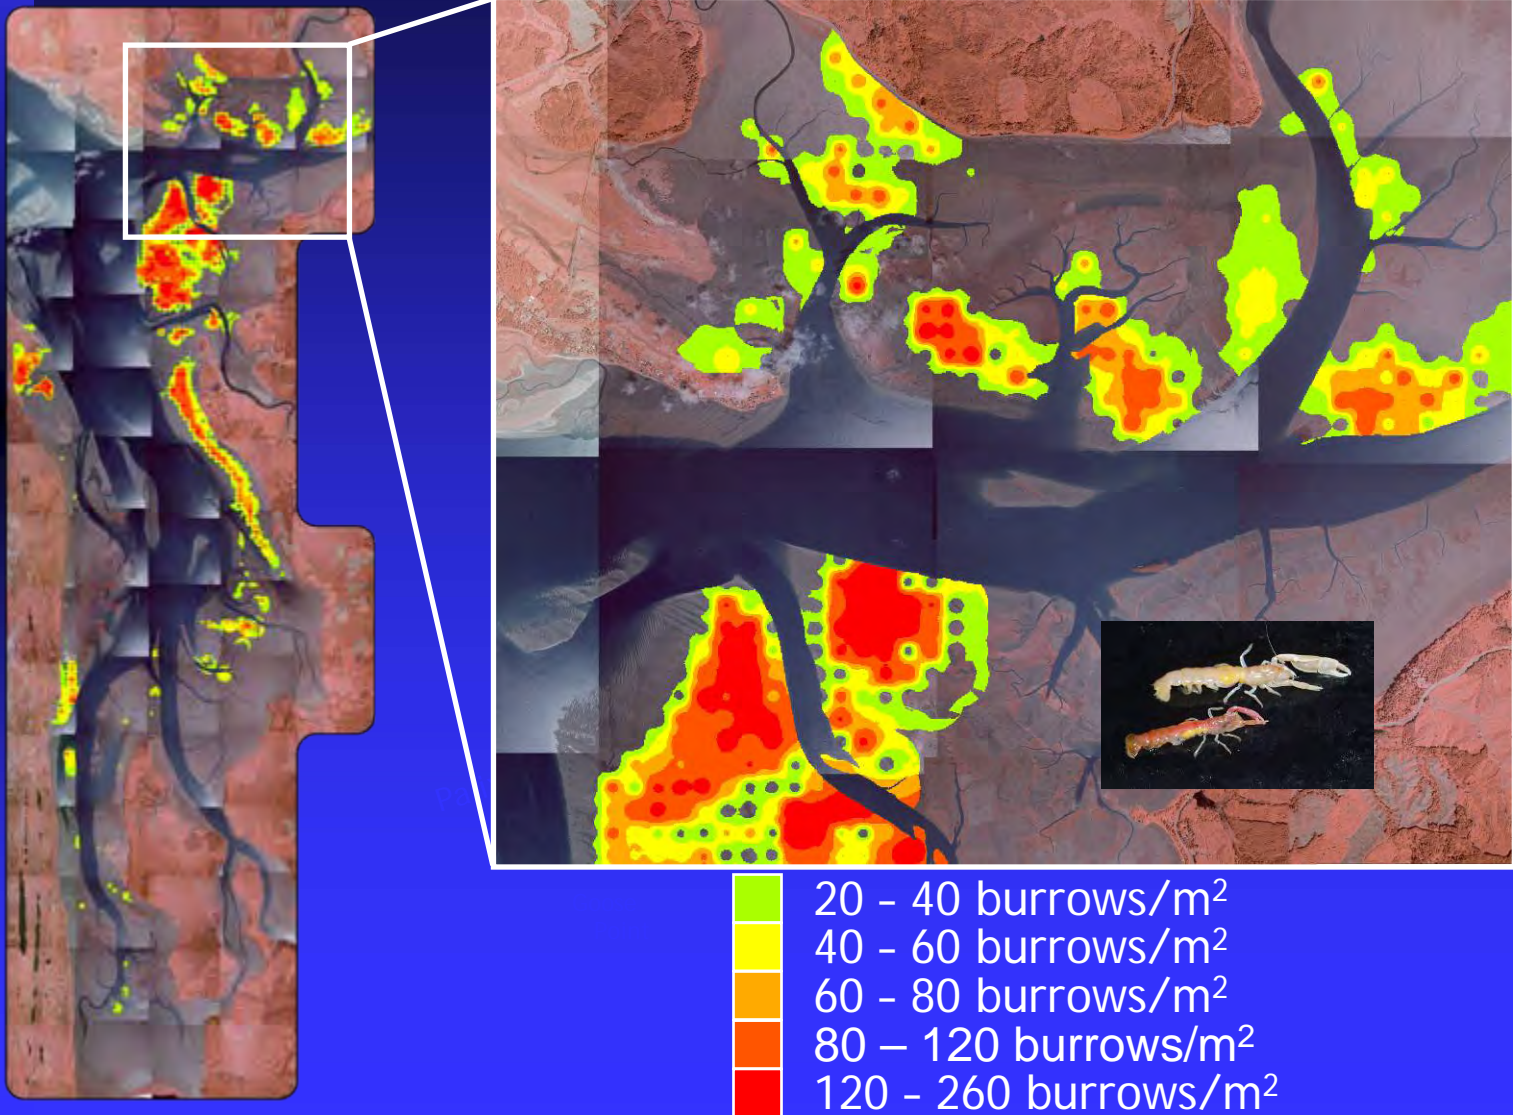 20 - 40 burrows/m²
40 - 60 burrows/m²
60 - 80 burrows/m²
80 – 120 burrows/m²
120 - 260 burrows/m²